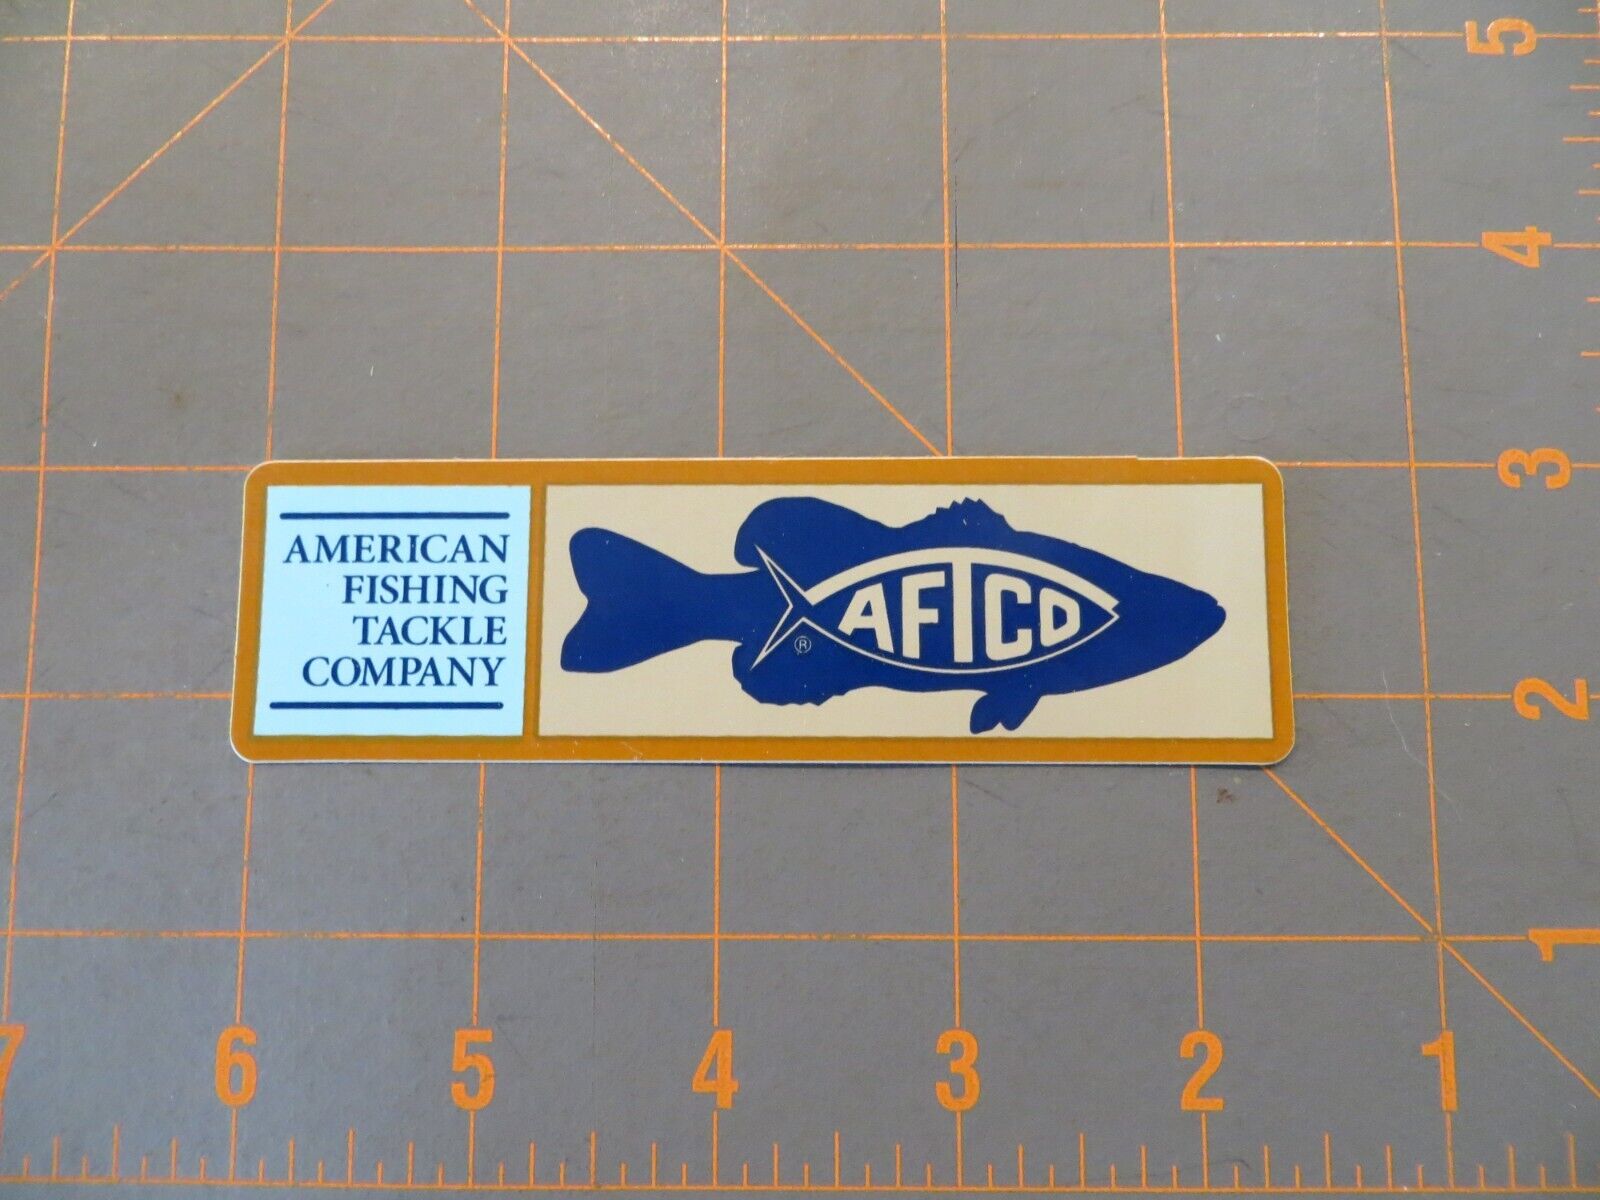 5
4
AMERICAN
FISHING
TACKLE
COMPANY
AFTCO
®
3
2
1
7 6 5 4 3 2 1